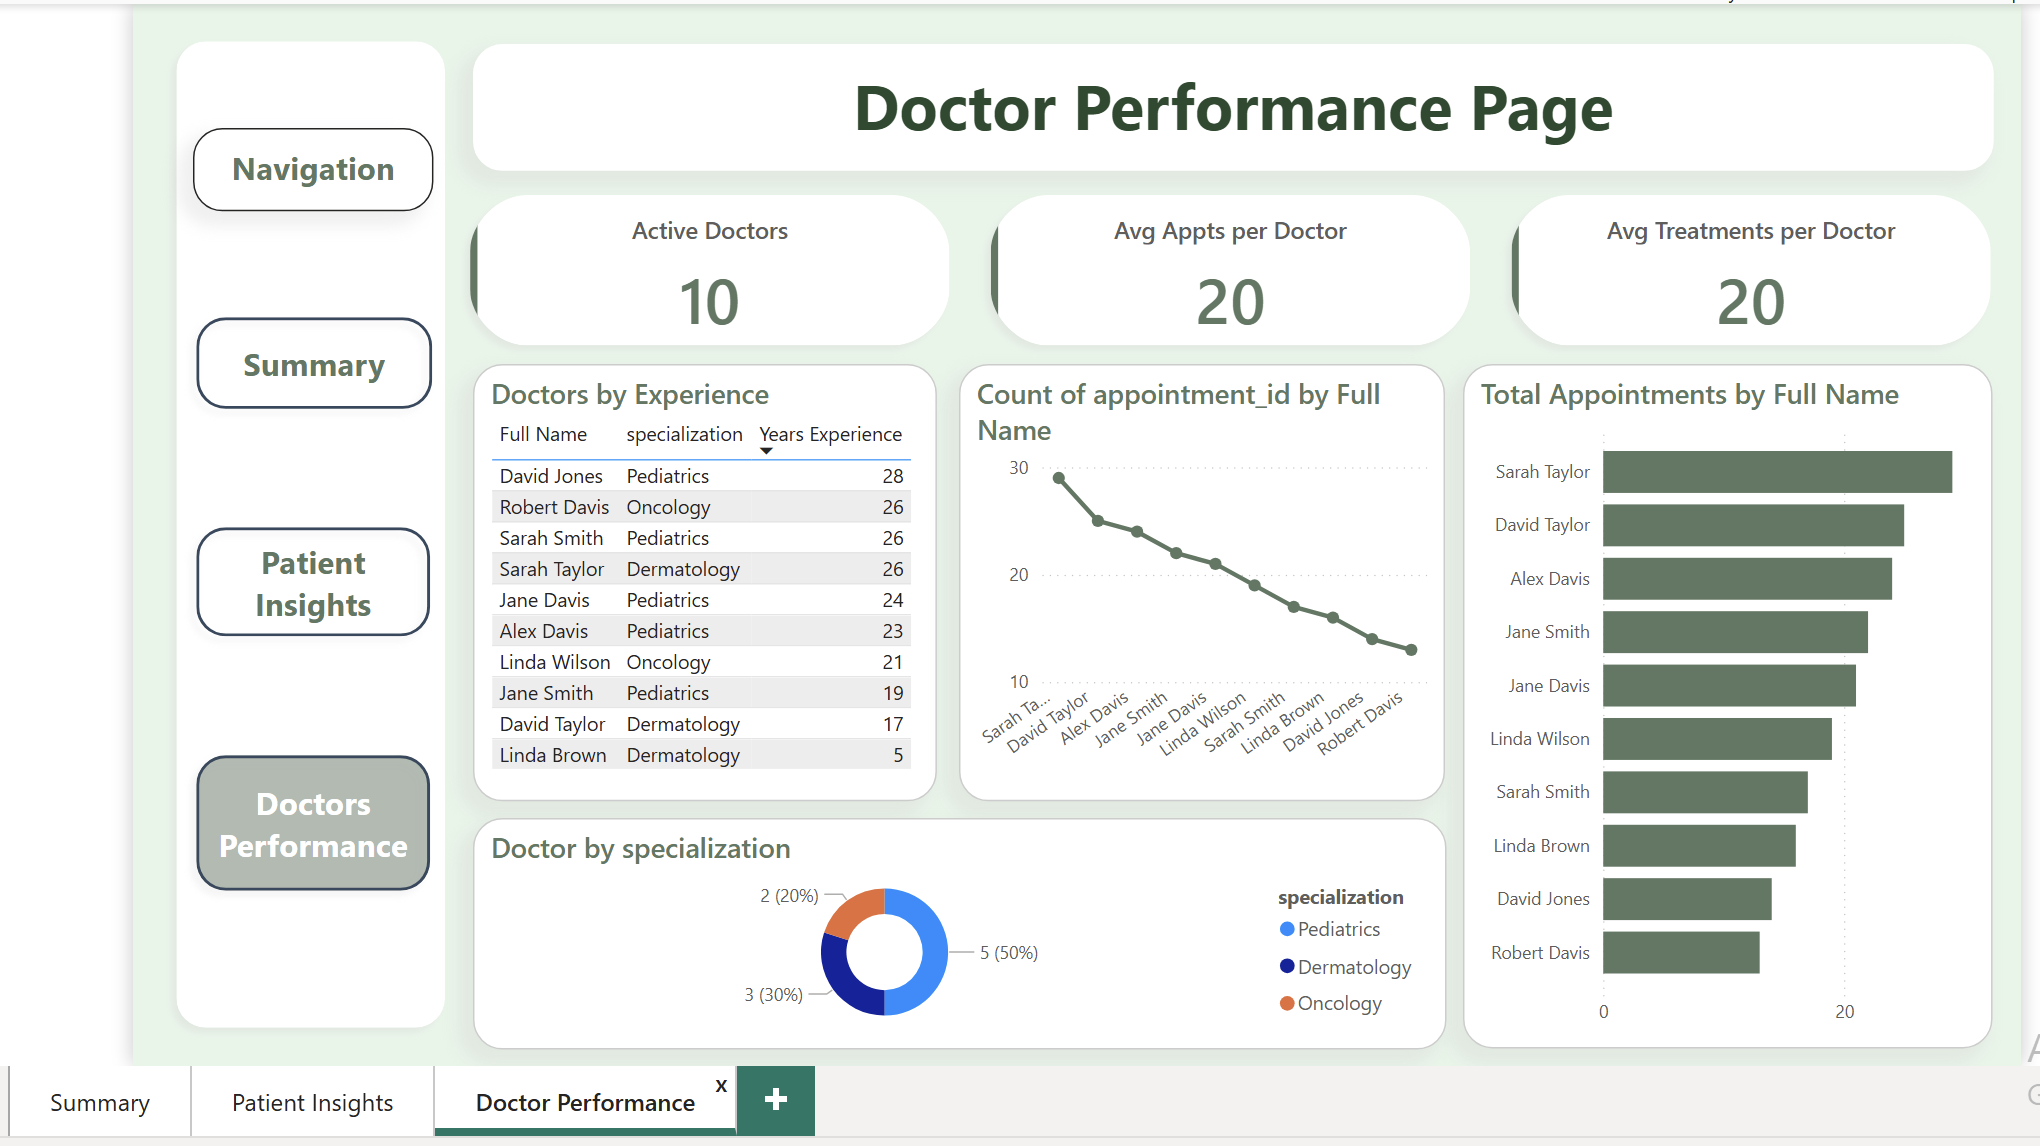 Doctor Performance Page
Navigation
Summary
Patient
Insights
Doctors
Performance
Active Doctors
10
Avg Appts per Doctor
20
Avg Treatments per Doctor
20
Doctors by Experience
Full Name specialization Years Experience
David Jones Pediatrics 28
Robert Davis Oncology 26
Sarah Smith Pediatrics 26
Sarah Taylor Dermatology 26
Jane Davis Pediatrics 24
Alex Davis Pediatrics 23
Linda Wilson Oncology 21
Jane Smith Pediatrics 19
David Taylor Dermatology 17
Linda Brown Dermatology 5
Count of appointment_id by Full
Name
30
20
10
Sarah Ta...
David Taylor
Alex Davis
Jane Smith
Jane Davis
Linda Wilson
Sarah Smith
Linda Brown
David Jones
Robert Davis
Total Appointments by Full Name
Sarah Taylor
David Taylor
Alex Davis
Jane Smith
Jane Davis
Linda Wilson
Sarah Smith
Linda Brown
David Jones
Robert Davis
0 20
Doctor by specialization
2 (20%)
5 (50%)
3 (30%)
specialization
Pediatrics
Dermatology
Oncology
Summary
Patient Insights
Doctor Performance x
+